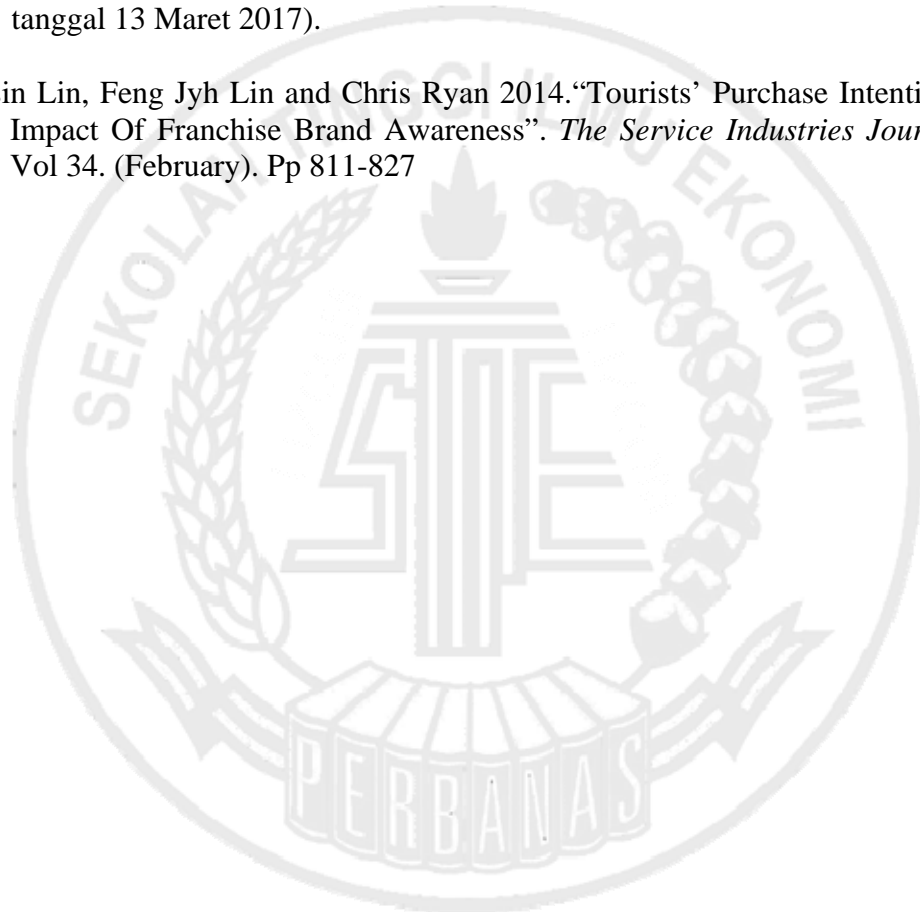 tanggal 13 Maret 2017).
in Lin, Feng Jyh Lin and Chris Ryan 2014.“Tourists’ Purchase Intenti
Impact Of Franchise Brand Awareness”. The Service Industries Jour
Vol 34. (February). Pp 811-827
SEKOLAH TINGGI ILMU EKONOMI
STIE
PERBANAS